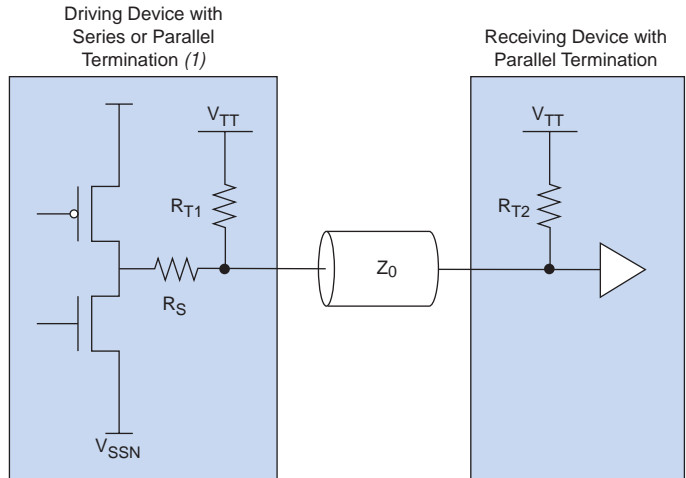 Driving Device with
Series or Parallel
Termination (1)
Receiving Device with
Parallel Termination
VTT
VTT
RT1
RT2
Z0
RS
VSSN